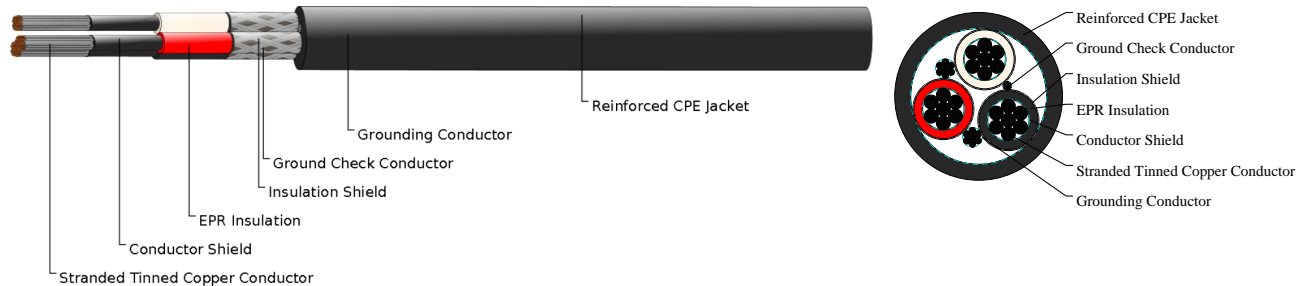 Reinforced CPE Jacket
Grounding Conductor
Ground Check Conductor
Insulation Shield
EPR Insulation
Conductor Shield
Stranded Tinned Copper Conductor
Reinforced CPE Jacket
Ground Check Conductor
Insulation Shield
EPR Insulation
Conductor Shield
Stranded Tinned Copper Conductor
Grounding Conductor